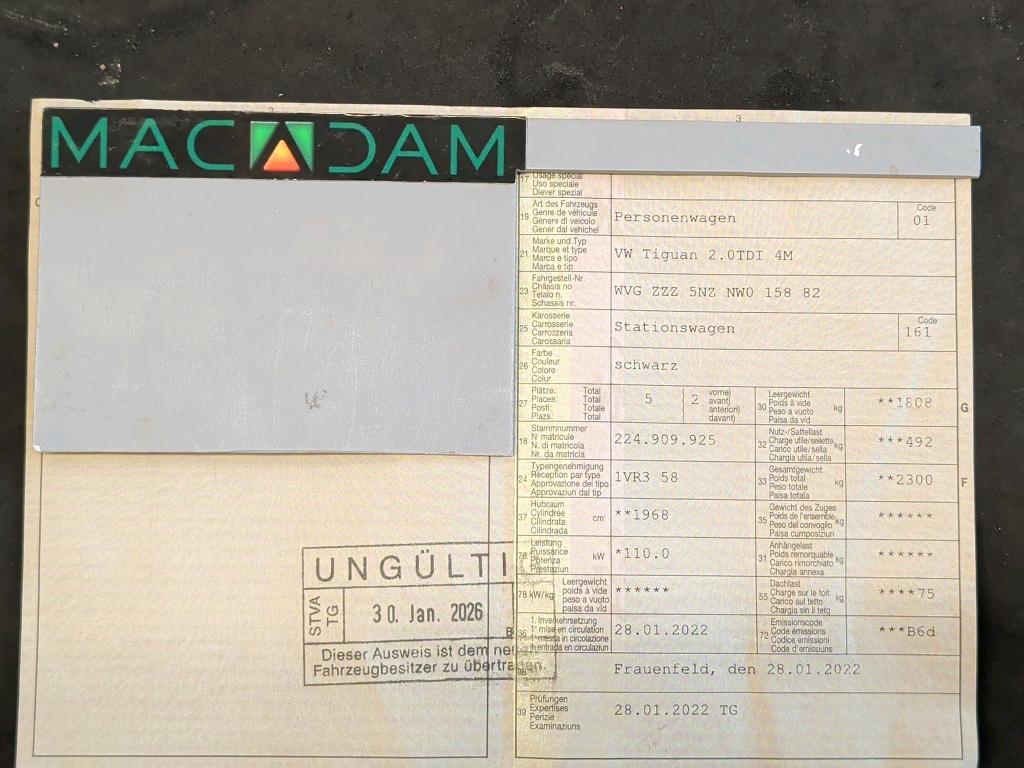 2
3
MACADAM
17 Usage spécial
Uso speciale
Diever spezial
19 Art des Fahrzeugs
Genre de véhicule
Genere di veicolo
Gener dal vehichel
Personenwagen
Code
01
21 Marke und Typ
Marque et type
Marca e tipo
Marca e tip
VW Tiguan 2.0TDI 4M
23 Fahrgestell-Nr.
Châssis no
Telaio n.
Schassis nr.
WVG ZZZ 5NZ NW0 158 82
25 Karosserie
Carrosserie
Carrozzeria
Carossaria
Stationswagen
Code
161
26 Farbe
Couleur
Colore
Colur
schwarz
27 Plätze: Total
Places: Total
Posti: Totale
Plazs: Total
5
2
vorne)
avant)
anteriori)
davant)
30 Leergewicht
Poids à vide
Peso a vuoto
Paisa da vid
kg
**1808
G
18 Stammnummer
N° matricule
N. di matricola
Nr. da matricla
224.909.925
32 Nutz-/Sattellast
Charge utile/sellette
Carico utile/sella
Chargia utila/sella
kg
***492
24 Typengenehmigung
Réception par type
Approvazione del tipo
Approvaziun dal tip
1VR3 58
33 Gesamtgewicht
Poids total
Peso totale
Paisa totala
kg
**2300
F
37 Hubraum
Cylindrée
Cilindrata
Cilindrada
cm³
**1968
35 Gewicht des Zuges
Poids de l'ensemble
Peso del convoglio
Paisa cumposiziun
kg
******
76 Leistung
Puissance
Potenza
Prestaziun
kW
*110.0
31 Anhängelast
Poids remorquable
Carico rimorchiato
Chargia annexa
kg
******
78 kW/kg
Leergewicht
poids à vide
peso a vuoto
paisa da vid
******
55 Dachlast
Charge sur le toit
Carico sul tetto
Chargia sin il tetg
kg
****75
B 36 1. Inverkehrsetzung
1re mise en circulation
1a messa in circolazione
28.01.2022
72 Emissionscode
Code émissions
Codice emissioni
Code d'emissiuns
***B6d
38
Frauenfeld, den 28.01.2022
39 Prüfungen
Expertises
Perizie
Examinaziuns
28.01.2022 TG
UNGÜLTI
STVA
TG
30. Jan. 2026
Dieser Ausweis ist dem
Fahrzeugbesitzer zu übertragen.